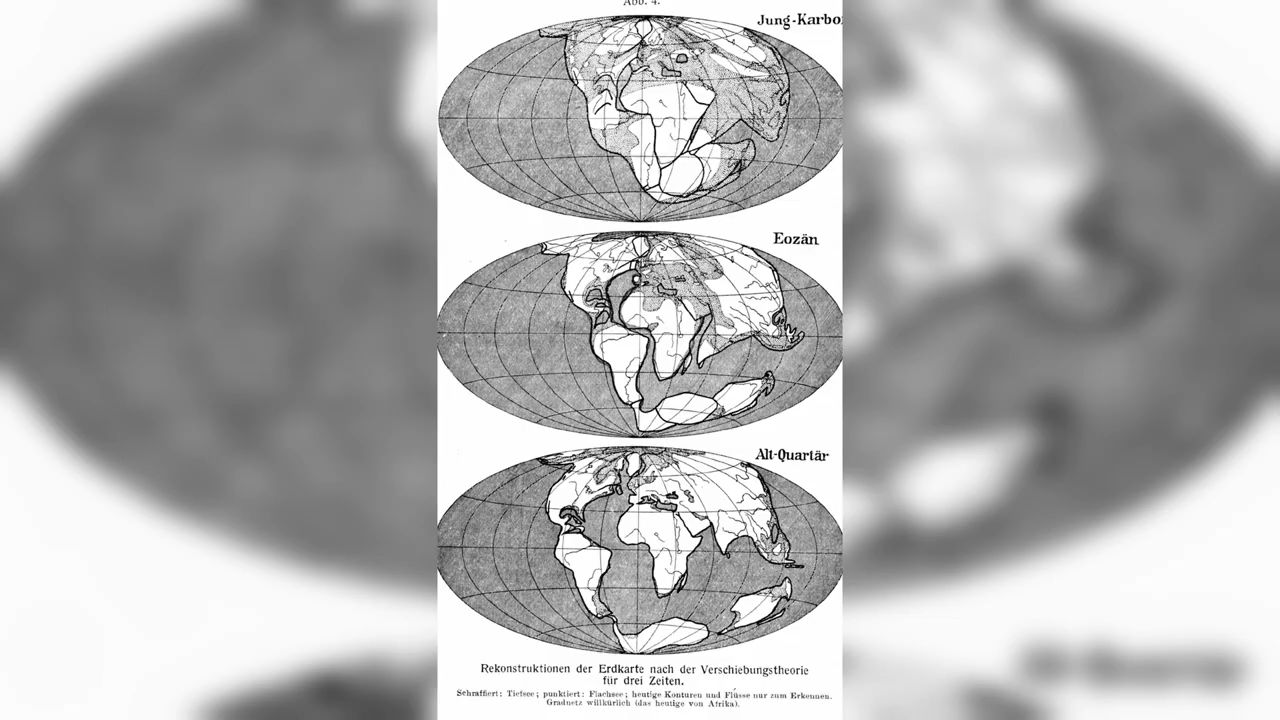 Abb. 4.
Jung-Karbo
Eozän
Alt-Quartär
Rekonstruktionen der Erdkarte nach der Verschiebungstheorie
für drei Zeiten.
Schraffiert: Tiefsee; punktiert: Flachsee; heutige Konturen und Flüsse nur zum Erkennen.
Gradnetz willkürlich (das heutige von Afrika).